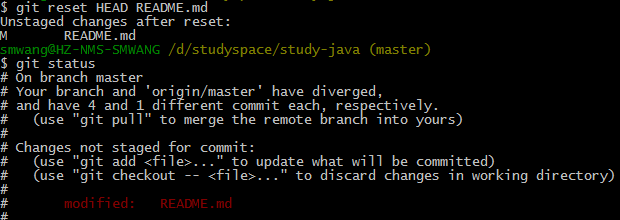 $ git reset HEAD README.md
Unstaged changes after reset:
M       README.md
smwang@HZ-NMS-SMWANG /d/studyspace/study-java (master)
$ git status
# On branch master
# Your branch and 'origin/master' have diverged,
# and have 4 and 1 different commit each, respectively.
#   (use "git pull" to merge the remote branch into yours)
#
# Changes not staged for commit:
#   (use "git add <file>..." to update what will be committed)
#   (use "git checkout -- <file>..." to discard changes in working directory)
#
#       modified:   README.md
#